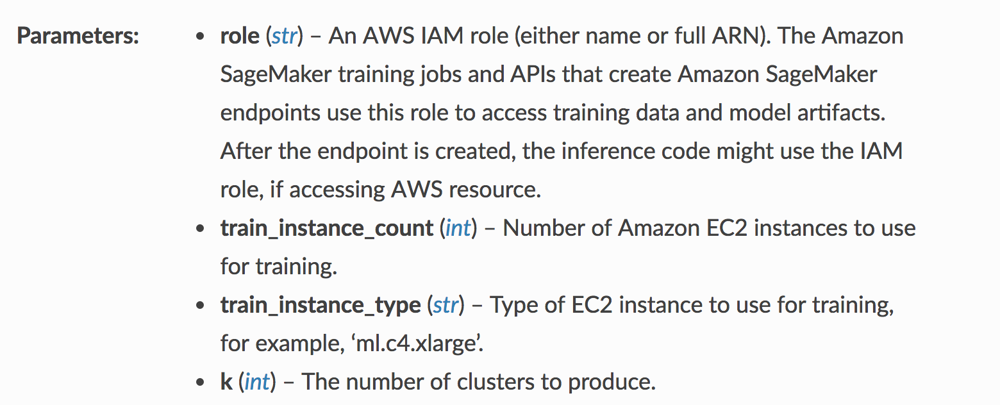 Parameters:
• role (str) – An AWS IAM role (either name or full ARN). The Amazon
SageMaker training jobs and APIs that create Amazon SageMaker
endpoints use this role to access training data and model artifacts.
After the endpoint is created, the inference code might use the IAM
role, if accessing AWS resource.
• train_instance_count (int) – Number of Amazon EC2 instances to use
for training.
• train_instance_type (str) – Type of EC2 instance to use for training,
for example, ‘ml.c4.xlarge’.
• k (int) – The number of clusters to produce.